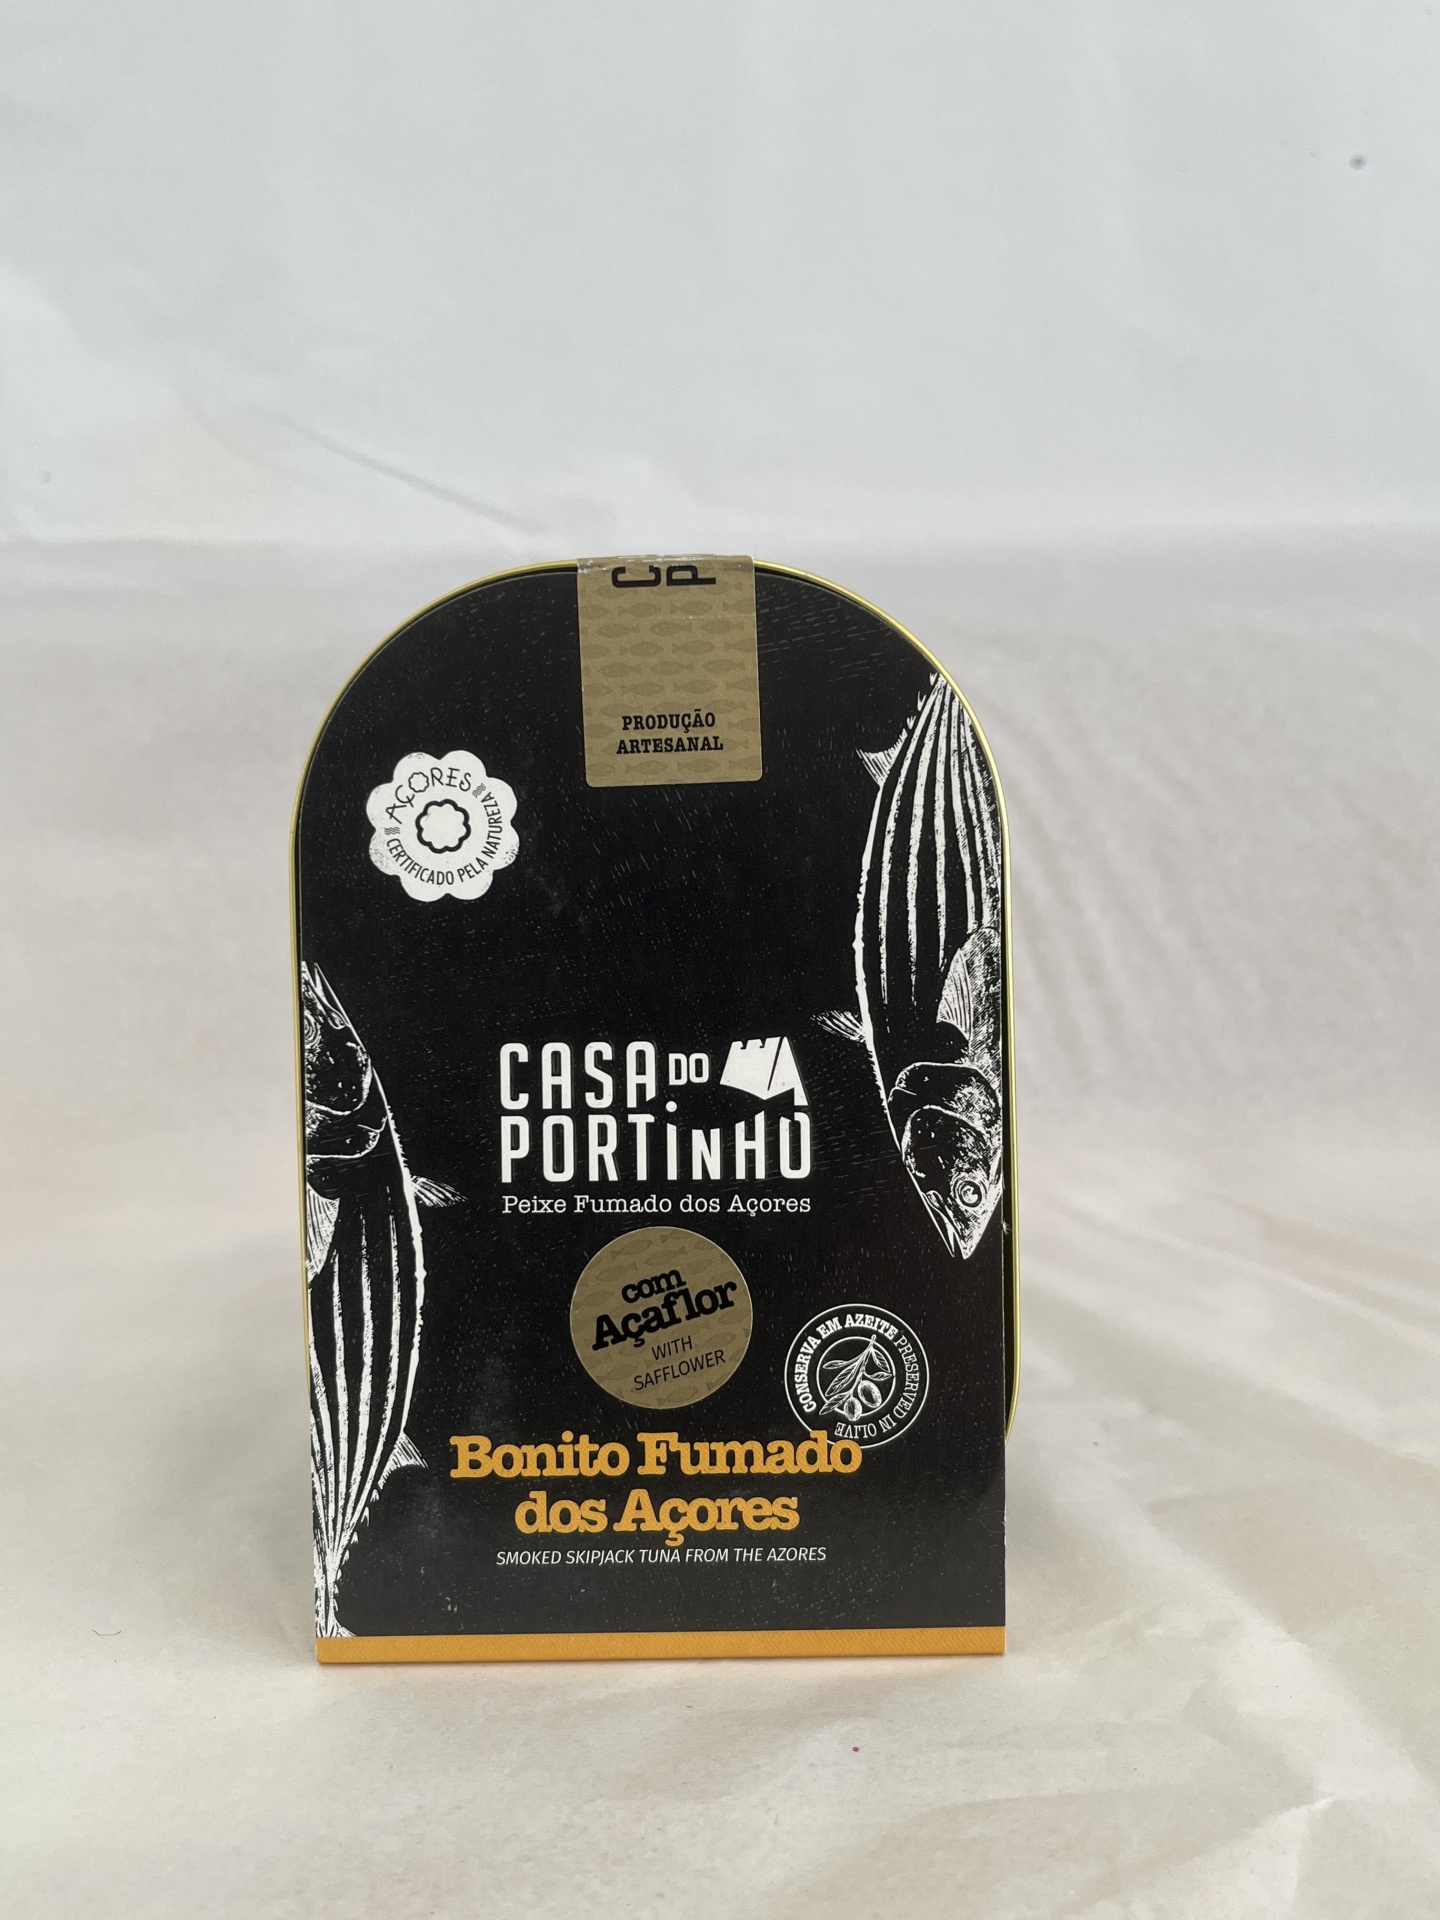 C
P
PRODUÇÃO
ARTESANAL
AÇORES
CERTIFICADO PELA NATUREZA
CASA DO
PORTINHO
Peixe Fumado dos Açores
com
Açaflor
WITH
SAFFLOWER
CONSERVA EM AZEITE PRESERVED IN OLIVE
Bonito Fumado
dos Açores
SMOKED SKIPJACK TUNA FROM THE AZORES